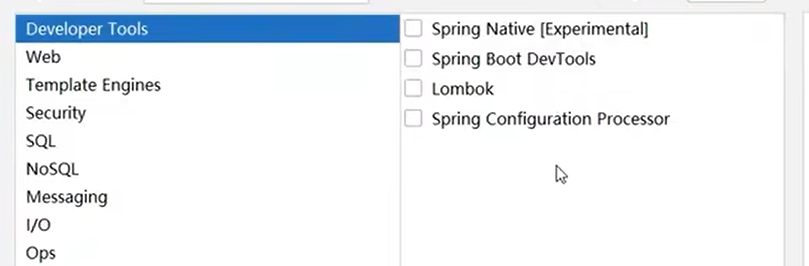 Developer Tools
Web
Template Engines
Security
SQL
NoSQL
Messaging
I/O
Ops
Spring Native [Experimental]
Spring Boot DevTools
Lombok
Spring Configuration Processor